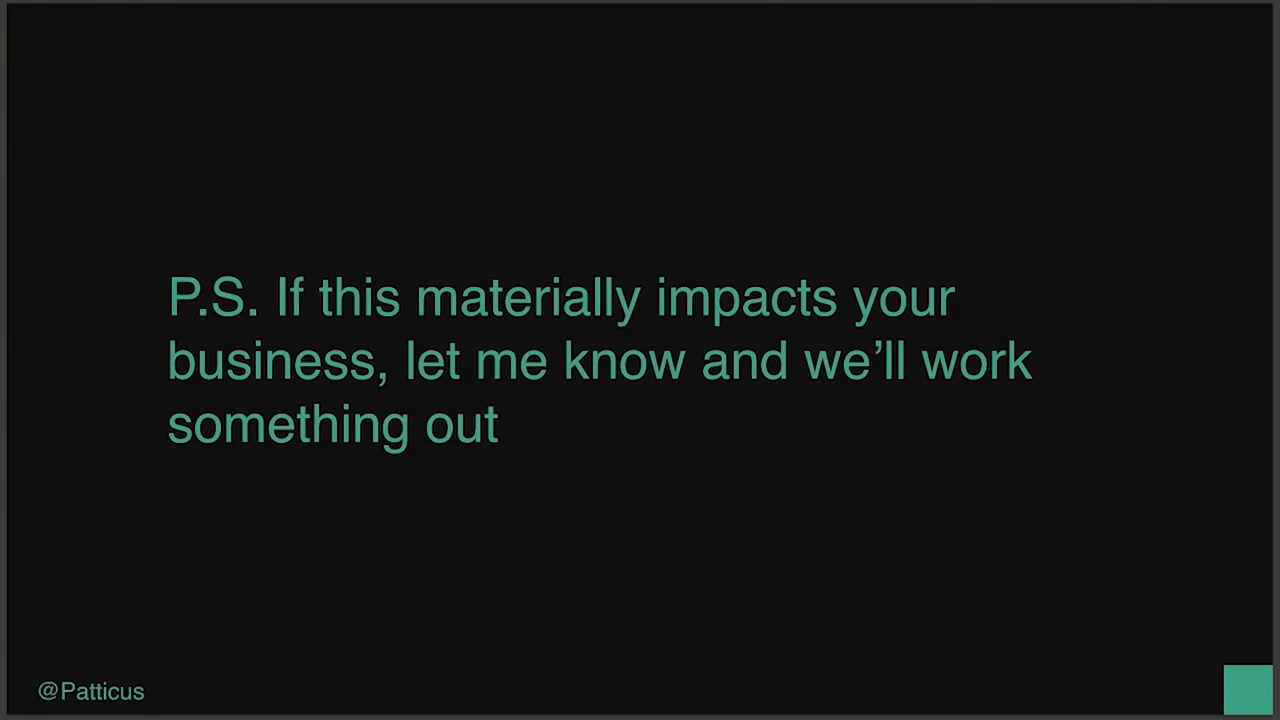 P.S. If this materially impacts your
business, let me know and we’ll work
something out
@Patticus